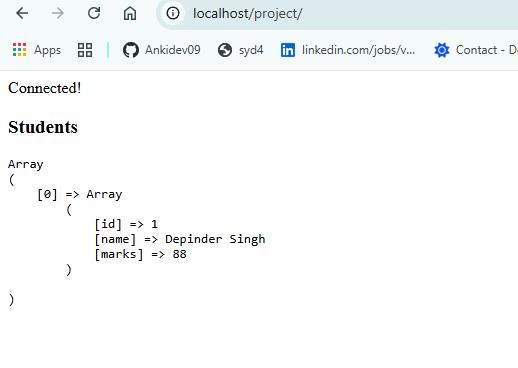 localhost/project/
Apps Ankidev09 syd4 linkedin.com/jobs/v... Contact - D
Connected!
Students
Array
(
    [0] => Array
        (
            [id] => 1
            [name] => Depinder Singh
            [marks] => 88
        )
)